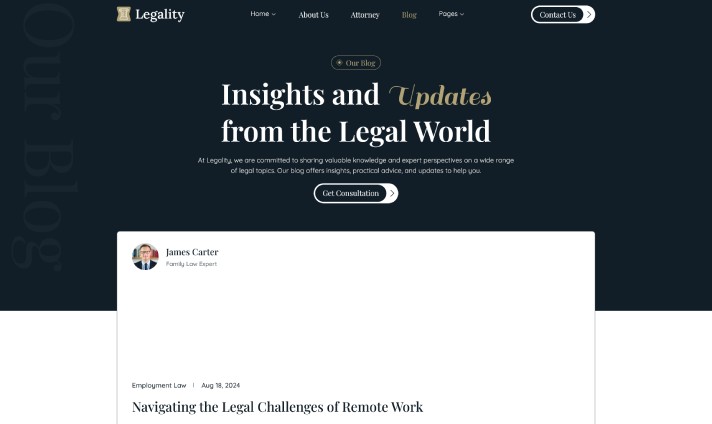 Legality
Home
About Us
Attorney
Blog
Pages
Contact Us
Our Blog
Our Blog
Insights and Updates
from the Legal World
At Legality, we are committed to sharing valuable knowledge and expert perspectives on a wide range
of legal topics. Our blog offers insights, practical advice, and updates to help you.
Get Consultation
James Carter
Family Law Expert
Employment Law | Aug 18, 2024
Navigating the Legal Challenges of Remote Work